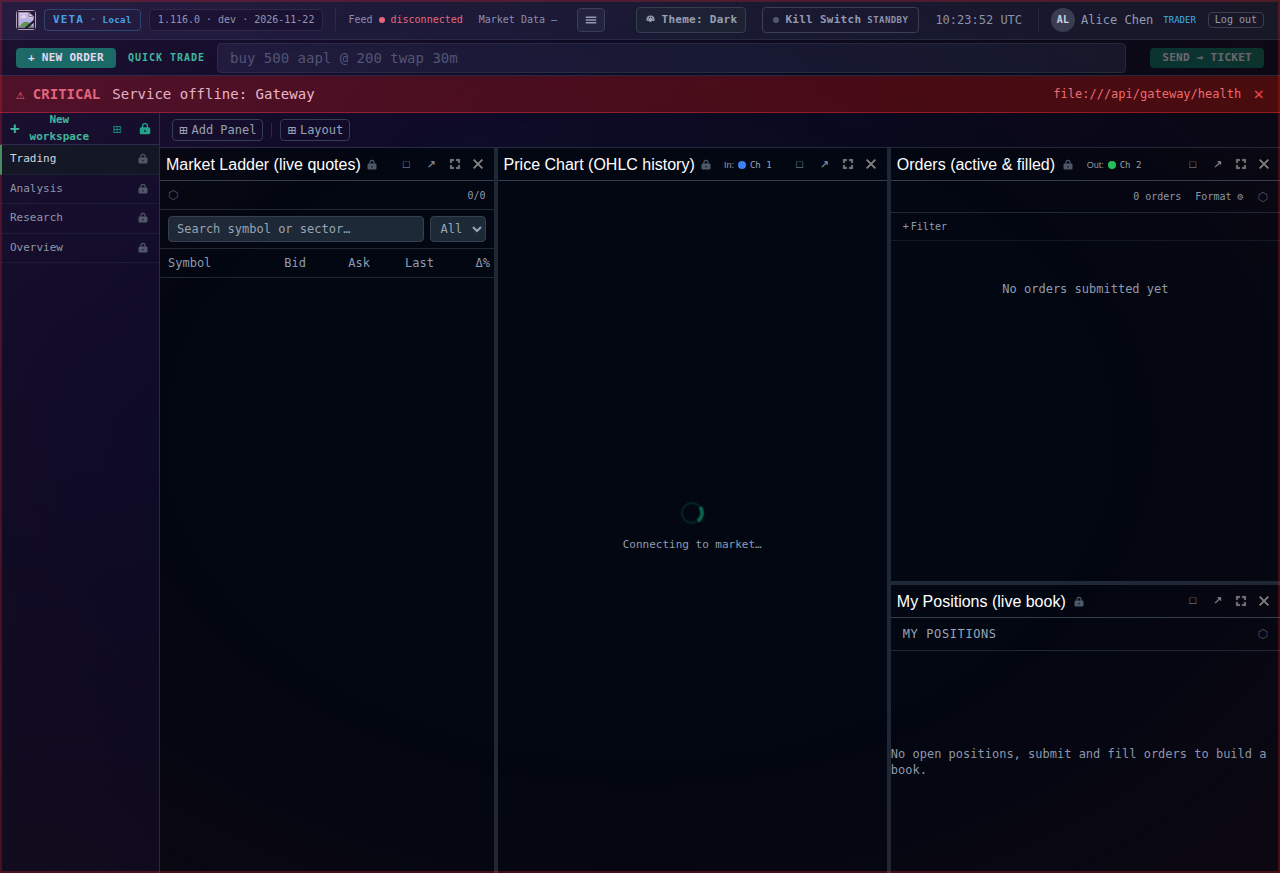 VETA · Local
1.116.0 · dev · 2026-11-22
Feed ● disconnected
Market Data —
Theme: Dark
Kill Switch STANDBY
10:23:52 UTC
AL Alice Chen TRADER
Log out
+ NEW ORDER
QUICK TRADE
buy 500 aapl @ 200 twap 30m
SEND → TICKET
⚠ CRITICAL Service offline: Gateway
file:///api/gateway/health ✕
+ New
workspace
Trading
Analysis
Research
Overview
⊞ Add Panel
⊞ Layout
Market Ladder (live quotes)
0/0
Search symbol or sector…
All
Symbol Bid Ask Last Δ%
Price Chart (OHLC history)
In: Ch 1
Connecting to market…
Orders (active & filled)
Out: Ch 2
0 orders Format ⚙
+ Filter
No orders submitted yet
My Positions (live book)
MY POSITIONS
No open positions, submit and fill orders to build a
book.